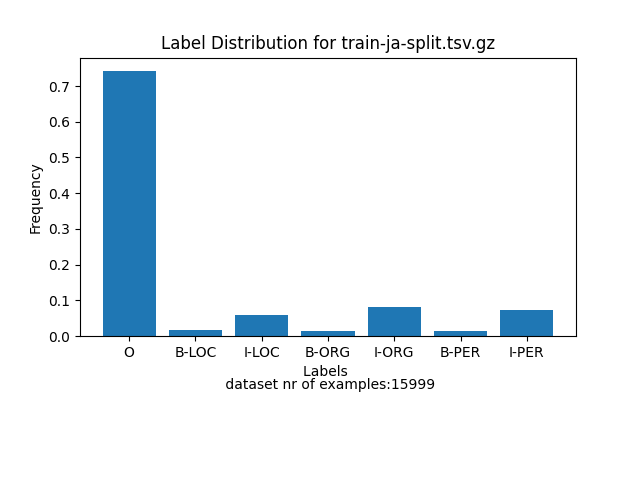 Label Distribution for train-ja-split.tsv.gz
0.7
0.6
0.5
0.4
0.3
0.2
0.1
0.0
Frequency
O B-LOC I-LOC B-ORG I-ORG B-PER I-PER
Labels
dataset nr of examples:15999